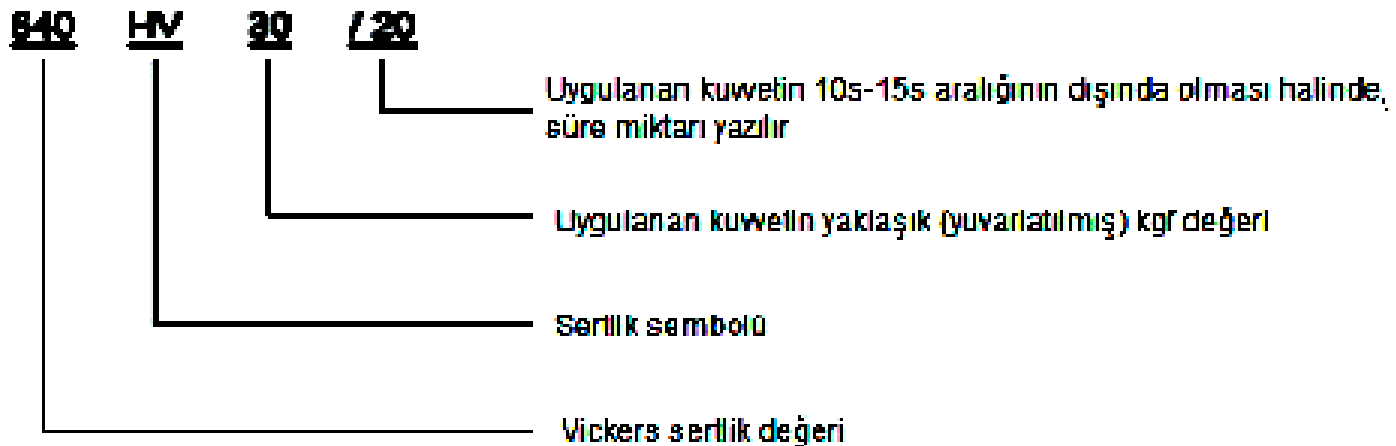 640 HV 30 / 20
Uygulanan kuvvetin 10s-15s aralığının dışında olması halinde,
süre miktarı yazılır
Uygulanan kuvvetin yaklaşık (yuvarlatılmış) kgf değeri
Sertlik sembolü
Vickers sertlik değeri